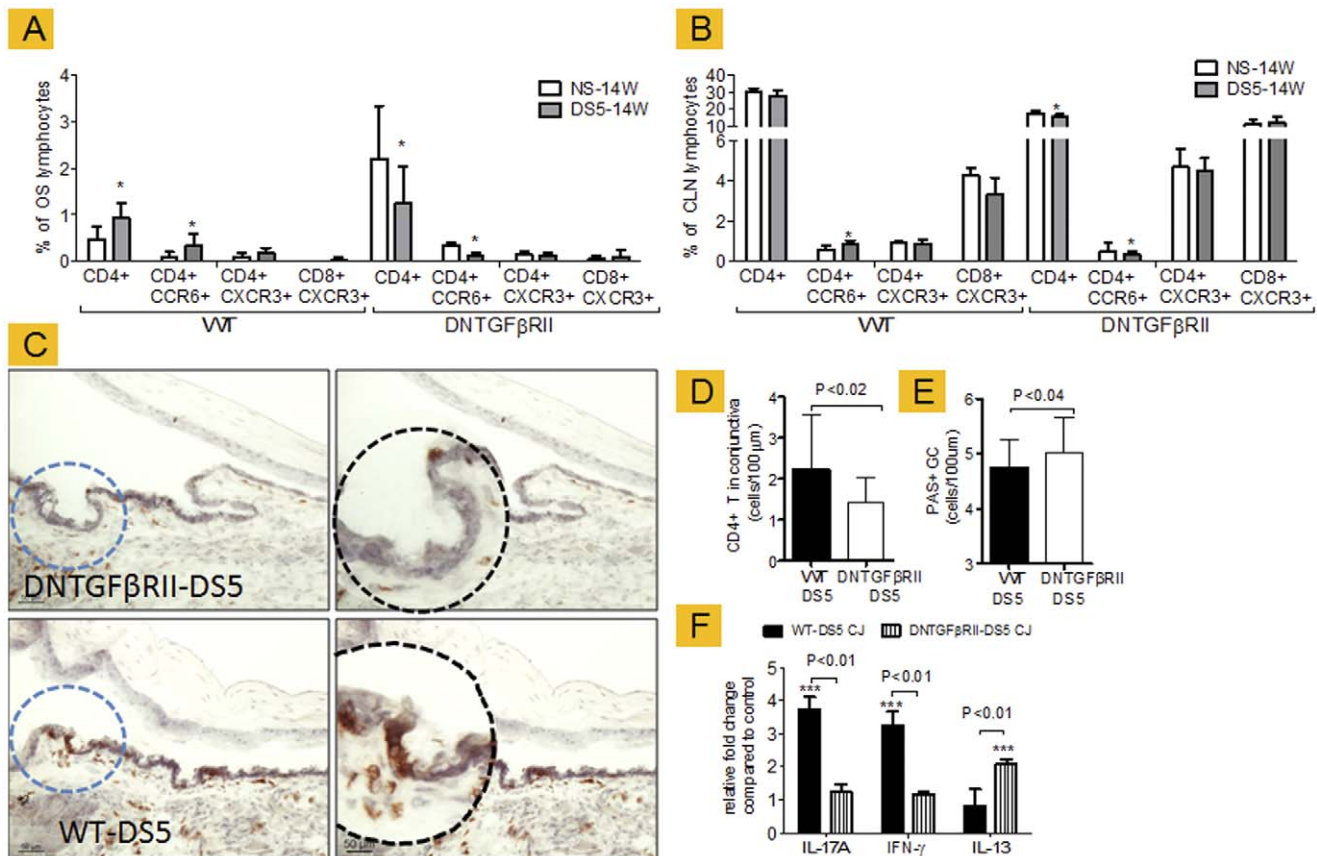 A
B
4
3
2
1
0
% of OS lymphocytes
NS-14W
DS5-14W
*
*
*
*
CD4+
CD4+
CCR6+
CD4+
CXCR3+
CD8+
CXCR3+
CD4+
CD4+
CCR6+
CD4+
CXCR3+
CD8+
CXCR3+
WT
DNTGFβRII
40
30
20
10
6
4
2
0
% of CLN lymphocytes
NS-14W
DS5-14W
*
*
*
CD4+
CD4+
CCR6+
CD4+
CXCR3+
CD8+
CXCR3+
CD4+
CD4+
CCR6+
CD4+
CXCR3+
CD8+
CXCR3+
WT
DNTGFβRII
C
DNTGFβRII-DS5
WT-DS5
50 µm
D
P<0.02
4
3
2
1
0
CD4+ T in conjunctiva
(cells/100 µm)
WT
DS5
DNTGFβRII
DS5
E
P<0.04
6
5
4
3
PAS+ GC
(cells/100um)
WT
DS5
DNTGFβRII
DS5
F
WT-DS5 CJ
DNTGFβRII-DS5 CJ
5
4
3
2
1
0
relative fold change
compared to control
P<0.01
P<0.01
P<0.01
***
***
***
IL-17A
IFN-γ
IL-13